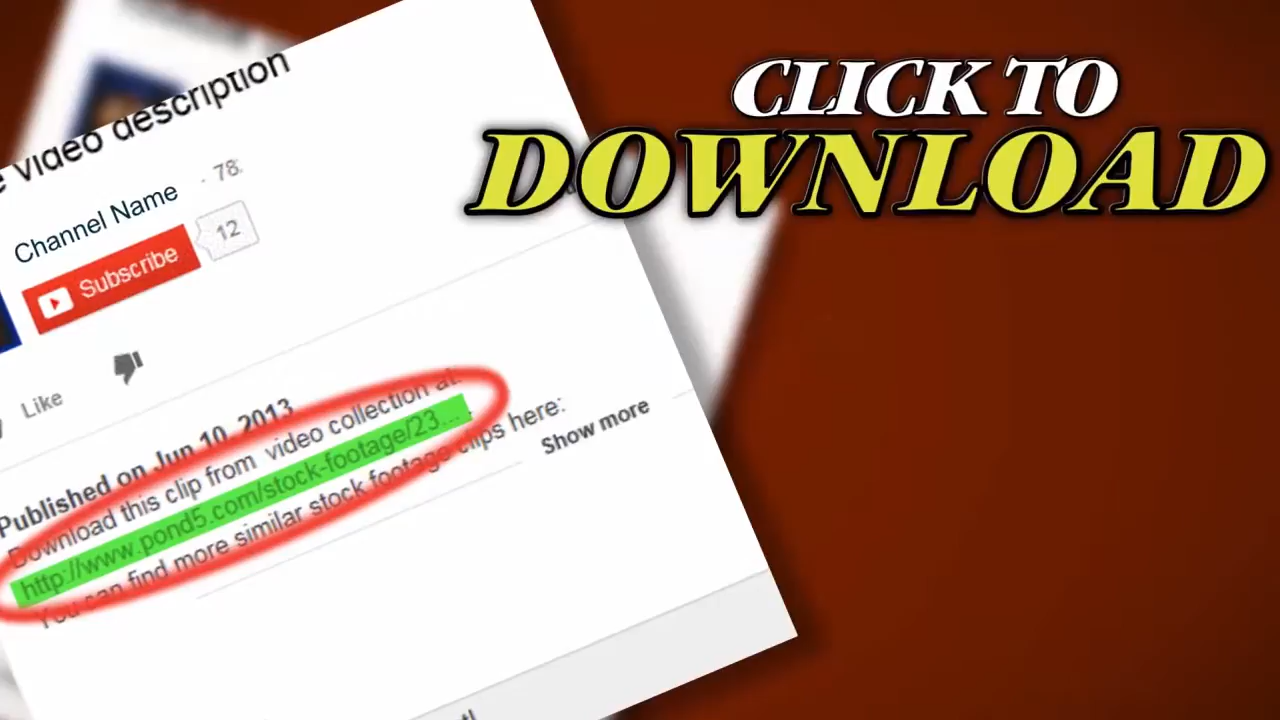 CLICK TO
DOWNLOAD
video description
Channel Name
78
Subscribe
12
Like
Published on Jun 10, 2013
Download this clip from video collection at:
http://www.pond5.com/stock-footage/23...
You can find more similar stock footage clips here:
Show more